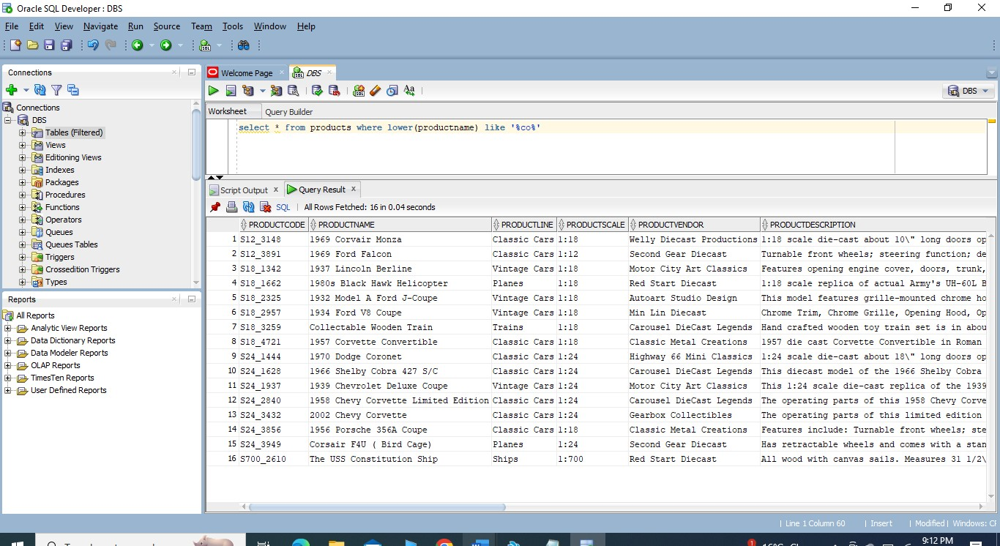 Oracle SQL Developer : DBS
File Edit View Navigate Run Source Team Tools Window Help
Connections
Connections
DBS
Tables (Filtered)
Views
Editioning Views
Indexes
Packages
Procedures
Functions
Operators
Queues
Queues Tables
Triggers
Crossedition Triggers
Types
Reports
All Reports
Analytic View Reports
Data Dictionary Reports
Data Modeler Reports
OLAP Reports
TimesTen Reports
User Defined Reports
Welcome Page DBS
DBS
Worksheet Query Builder
select * from products where lower(productname) like '%co%'
Script Output x Query Result x
SQL | All Rows Fetched: 16 in 0.04 seconds
PRODUCTCODE PRODUCTNAME PRODUCTLINE PRODUCTSCALE PRODUCTVENDOR PRODUCTDESCRIPTION
1 S12_3148 1969 Corvair Monza Classic Cars 1:18 Welly Diecast Productions 1:18 scale die-cast about 10\" long doors op
2 S12_3891 1969 Ford Falcon Classic Cars 1:12 Second Gear Diecast Turnable front wheels; steering function; de
3 S18_1342 1937 Lincoln Berline Vintage Cars 1:18 Motor City Art Classics Features opening engine cover, doors, trunk,
4 S18_1662 1980s Black Hawk Helicopter Planes 1:18 Red Start Diecast 1:18 scale replica of actual Army's UH-60L B
5 S18_2325 1932 Model A Ford J-Coupe Vintage Cars 1:18 Autoart Studio Design This model features grille-mounted chrome ho
6 S18_2957 1934 Ford V8 Coupe Vintage Cars 1:18 Min Lin Diecast Chrome Trim, Chrome Grille, Opening Hood, Op
7 S18_3259 Collectable Wooden Train Trains 1:18 Carousel DieCast Legends Hand crafted wooden toy train set is in abou
8 S18_4721 1957 Corvette Convertible Classic Cars 1:18 Classic Metal Creations 1957 die cast Corvette Convertible in Roman
9 S24_1444 1970 Dodge Coronet Classic Cars 1:24 Highway 66 Mini Classics 1:24 scale die-cast about 18\" long doors op
10 S24_1628 1966 Shelby Cobra 427 S/C Classic Cars 1:24 Carousel DieCast Legends This diecast model of the 1966 Shelby Cobra
11 S24_1937 1939 Chevrolet Deluxe Coupe Vintage Cars 1:24 Motor City Art Classics This 1:24 scale die-cast replica of the 1939
12 S24_2840 1958 Chevy Corvette Limited Edition Classic Cars 1:24 Carousel DieCast Legends The operating parts of this 1958 Chevy Corve
13 S24_3432 2002 Chevy Corvette Classic Cars 1:24 Gearbox Collectibles The operating parts of this limited edition
14 S24_3856 1956 Porsche 356A Coupe Classic Cars 1:18 Classic Metal Creations Features include: Turnable front wheels; ste
15 S24_3949 Corsair F4U ( Bird Cage) Planes 1:24 Second Gear Diecast Has retractable wheels and comes with a stan
16 S700_2610 The USS Constitution Ship Ships 1:700 Red Start Diecast All wood with canvas sails. Measures 31 1/2\
| Line 1 Column 60 | Insert | Modified | Windows: CF
1 9:12 PM